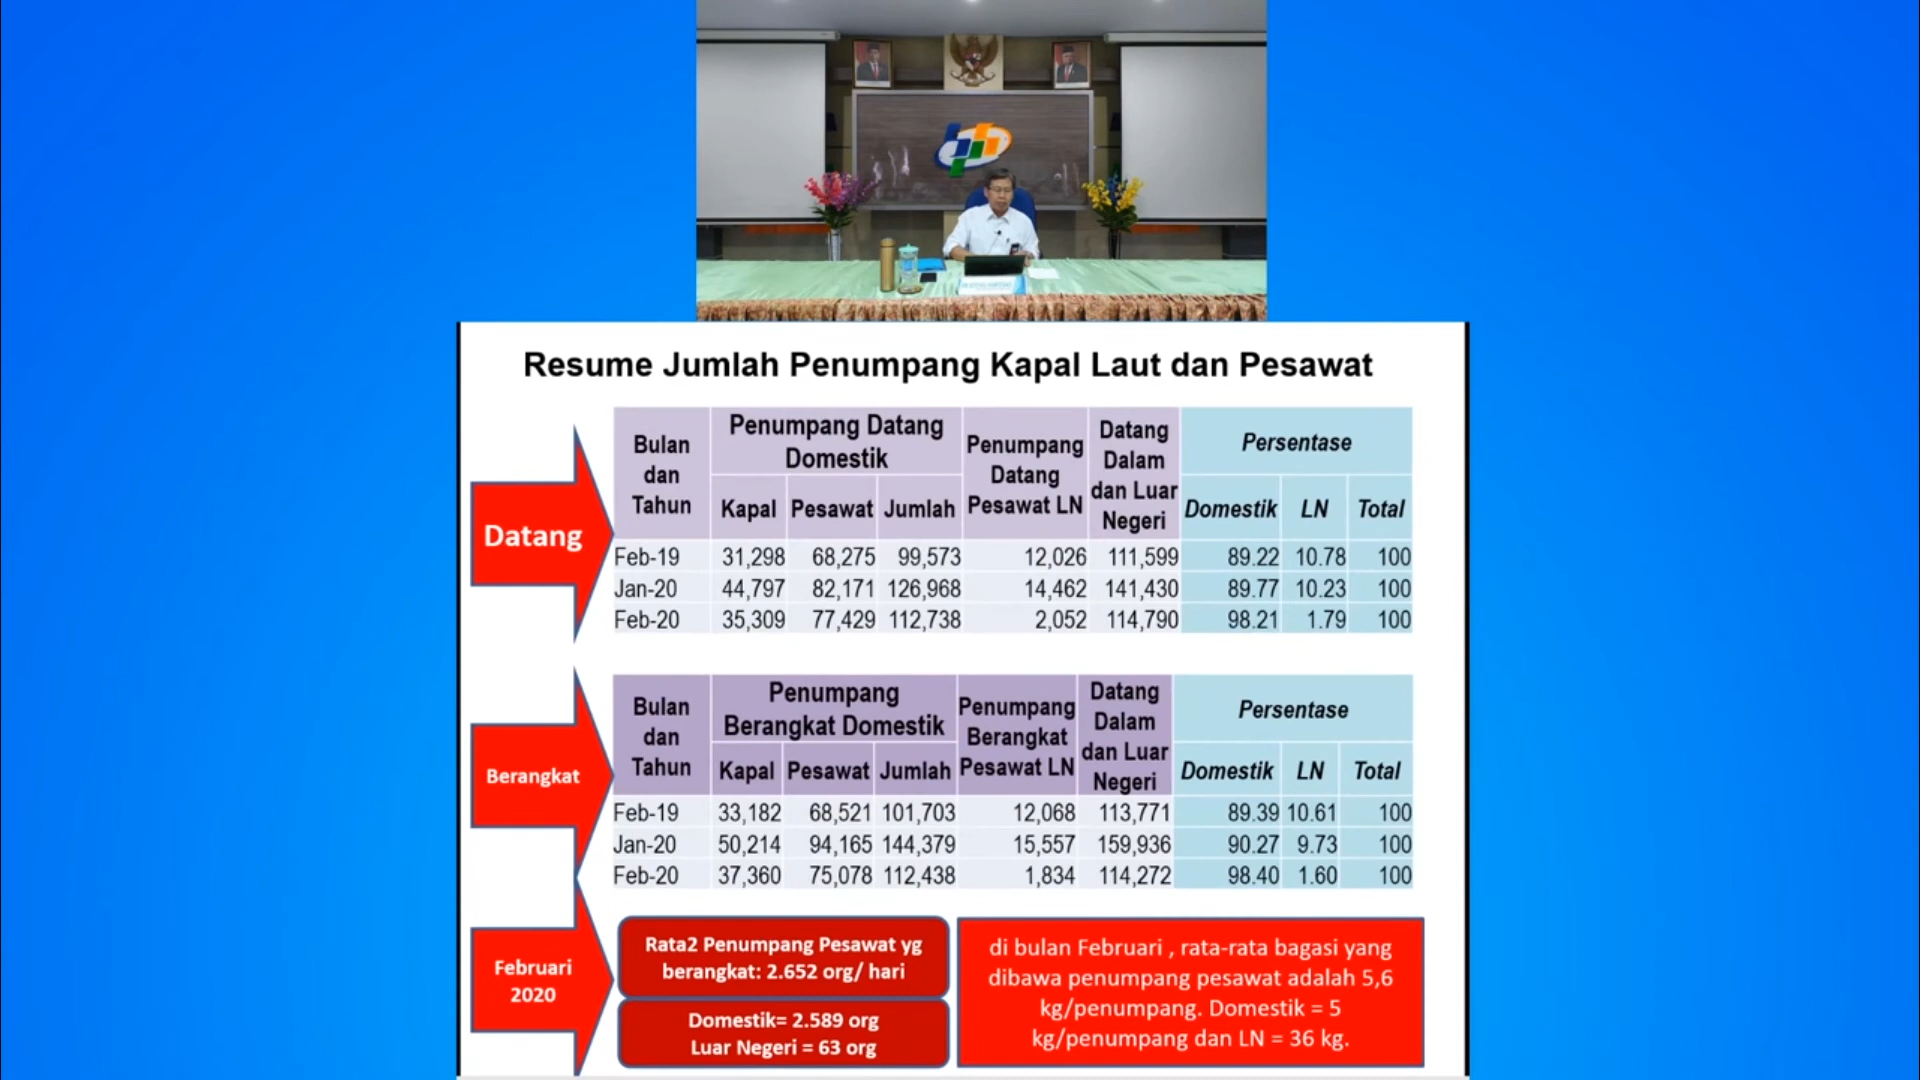 Resume Jumlah Penumpang Kapal Laut dan Pesawat
Datang
Bulan dan Tahun
Penumpang Datang Domestik
Penumpang Datang Pesawat LN
Datang Dalam dan Luar Negeri
Persentase
Kapal Pesawat Jumlah Domestik LN Total
Feb-19 31,298 68,275 99,573 12,026 111,599 89.22 10.78 100
Jan-20 44,797 82,171 126,968 14,462 141,430 89.77 10.23 100
Feb-20 35,309 77,429 112,738 2,052 114,790 98.21 1.79 100
Berangkat
Bulan dan Tahun
Penumpang Berangkat Domestik
Penumpang Berangkat Pesawat LN
Datang Dalam dan Luar Negeri
Persentase
Kapal Pesawat Jumlah Domestik LN Total
Feb-19 33,182 68,521 101,703 12,068 113,771 89.39 10.61 100
Jan-20 50,214 94,165 144,379 15,557 159,936 90.27 9.73 100
Feb-20 37,360 75,078 112,438 1,834 114,272 98.40 1.60 100
Februari
2020
Rata2 Penumpang Pesawat yg
berangkat: 2.652 org/ hari
Domestik= 2.589 org
Luar Negeri = 63 org
di bulan Februari , rata-rata bagasi yang
dibawa penumpang pesawat adalah 5,6
kg/penumpang. Domestik = 5
kg/penumpang dan LN = 36 kg.